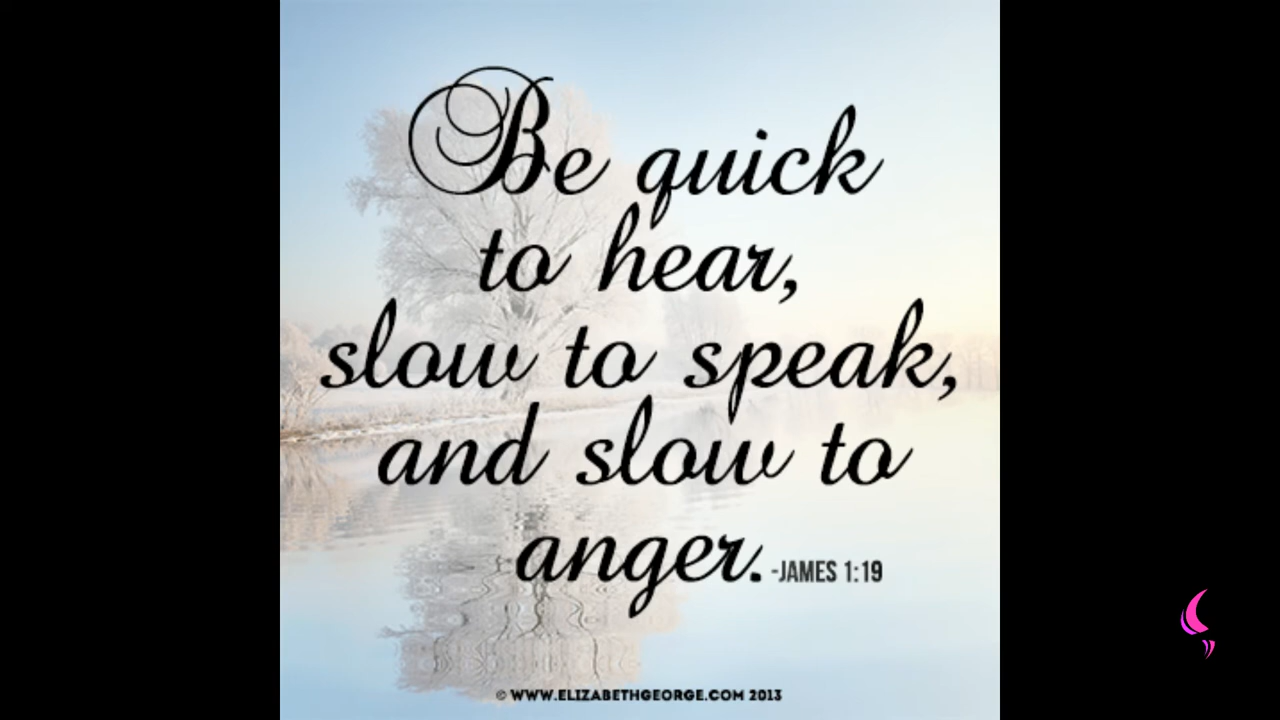 Be quick
to hear,
slow to speak,
and slow to
anger. -JAMES 1:19
© WWW.ELIZABETHGEORGE.COM 2013